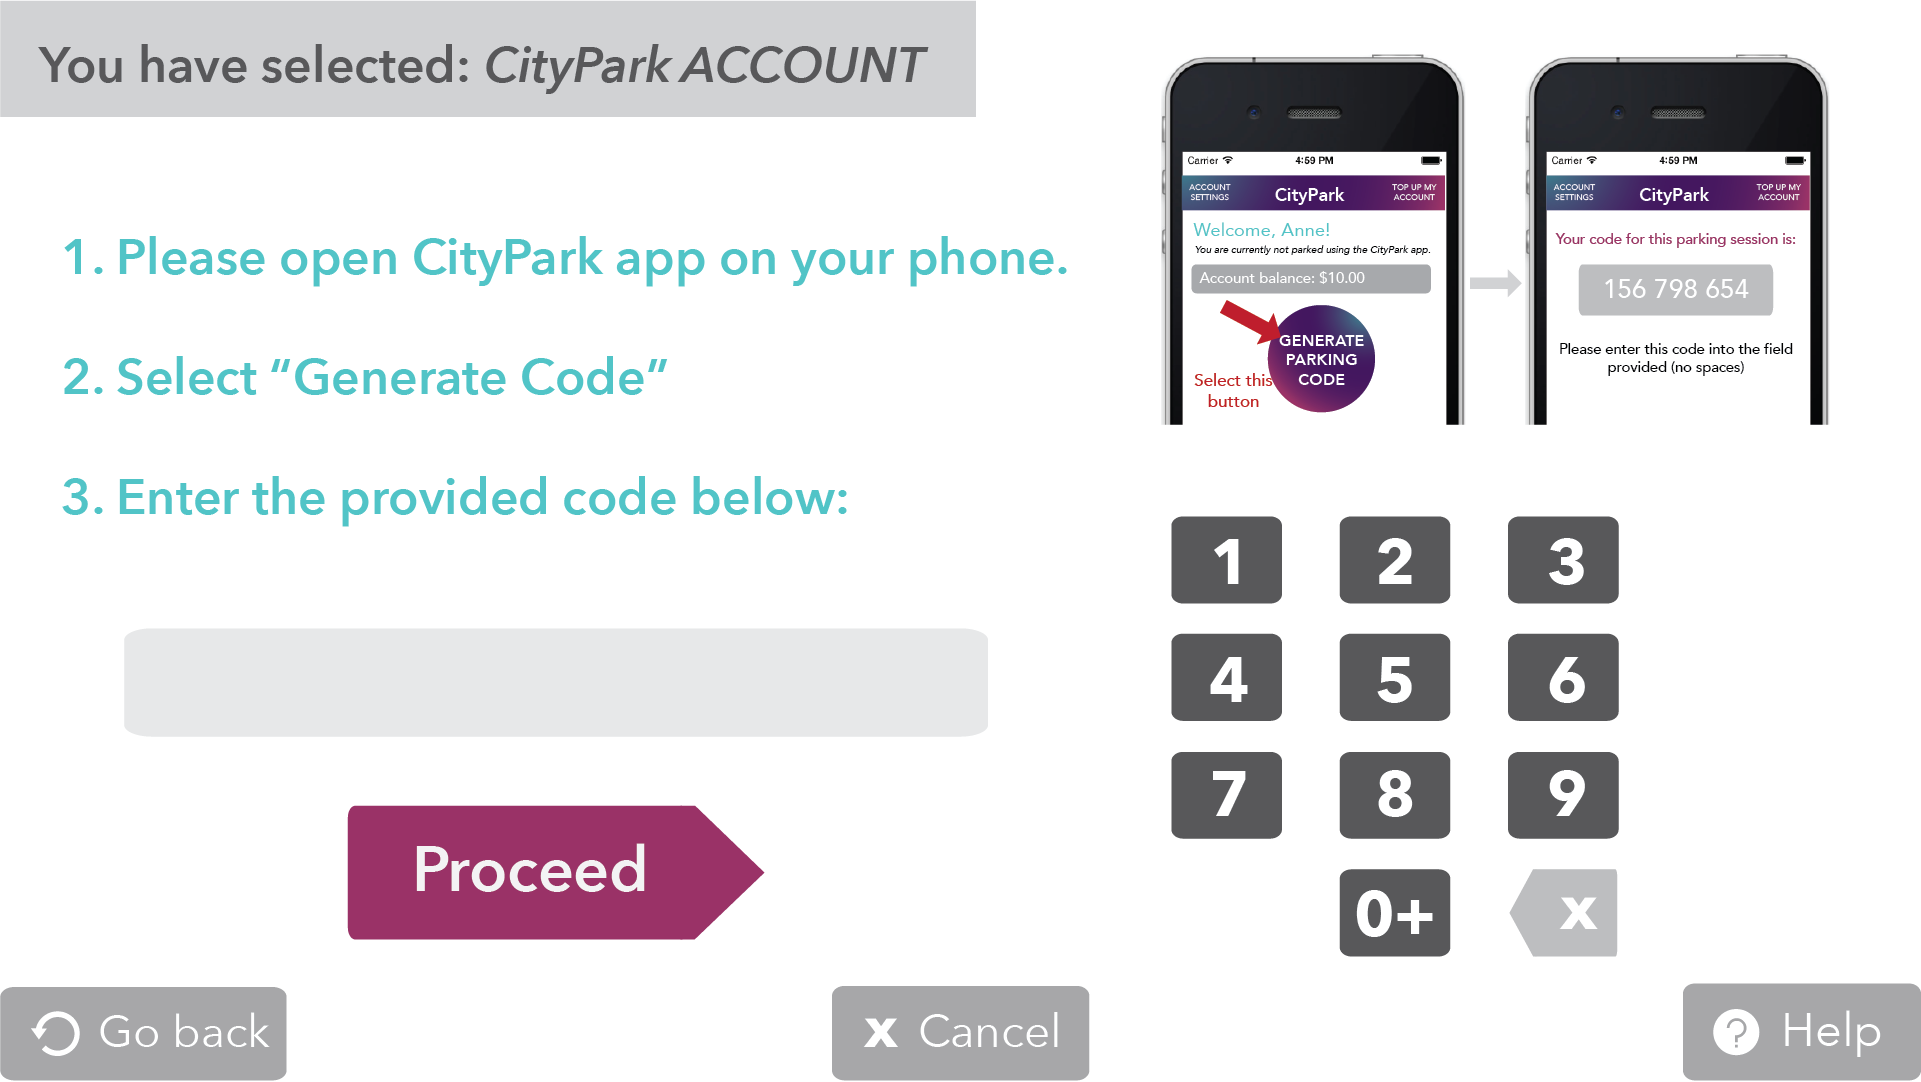 You have selected: CityPark ACCOUNT
1. Please open CityPark app on your phone.
2. Select “Generate Code”
3. Enter the provided code below:
Proceed
Carrier 4:59 PM
ACCOUNT SETTINGS
CityPark
TOP UP MY ACCOUNT
Welcome, Anne!
You are currently not parked using the CityPark app.
Account balance: $10.00
GENERATE
PARKING
CODE
Select this
button
Carrier 4:59 PM
ACCOUNT SETTINGS
CityPark
TOP UP MY ACCOUNT
Your code for this parking session is:
156 798 654
Please enter this code into the field
provided (no spaces)
1 2 3
4 5 6
7 8 9
0+ x
Go back
x Cancel
? Help